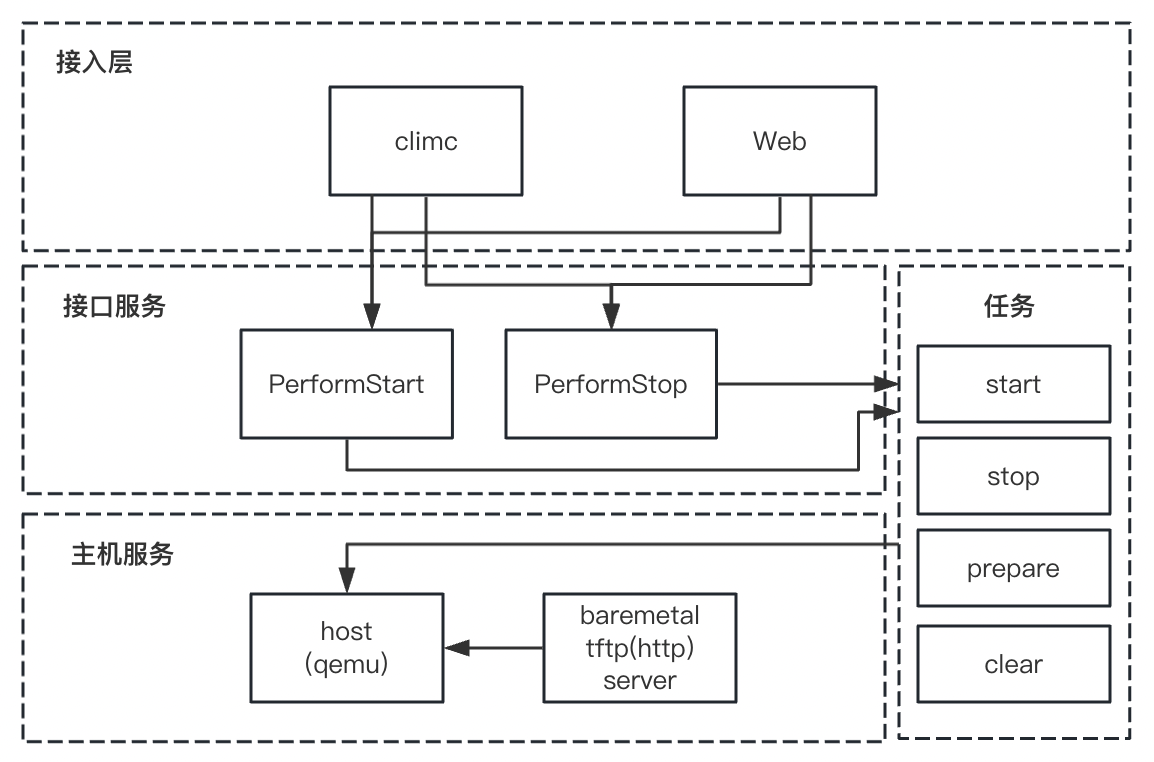 接入层
climc
Web
接口服务
PerformStart
PerformStop
任务
start
stop
prepare
clear
主机服务
host
(qemu)
baremetal
tftp(http)
server